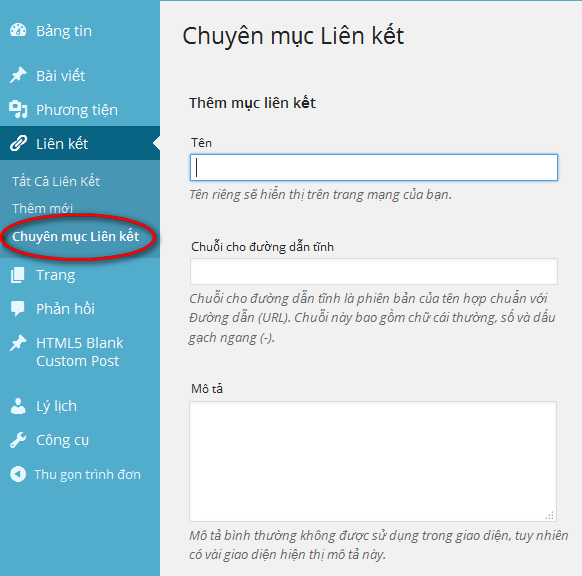 Bảng tin
Bài viết
Phương tiện
Liên kết
Tất Cả Liên Kết
Thêm mới
Chuyên mục Liên kết
Trang
Phản hồi
HTML5 Blank
Custom Post
Lý lịch
Công cụ
Thu gọn trình đơn
Chuyên mục Liên kết
Thêm mục liên kết
Tên
Tên riêng sẽ hiển thị trên trang mạng của bạn.
Chuỗi cho đường dẫn tĩnh
Chuỗi cho đường dẫn tĩnh là phiên bản của tên hợp chuẩn với
Đường dẫn (URL). Chuỗi này bao gồm chữ cái thường, số và dấu
gạch ngang (-).
Mô tả
Mô tả bình thường không được sử dụng trong giao diện, tuy nhiên
có vài giao diện hiện thị mô tả này.